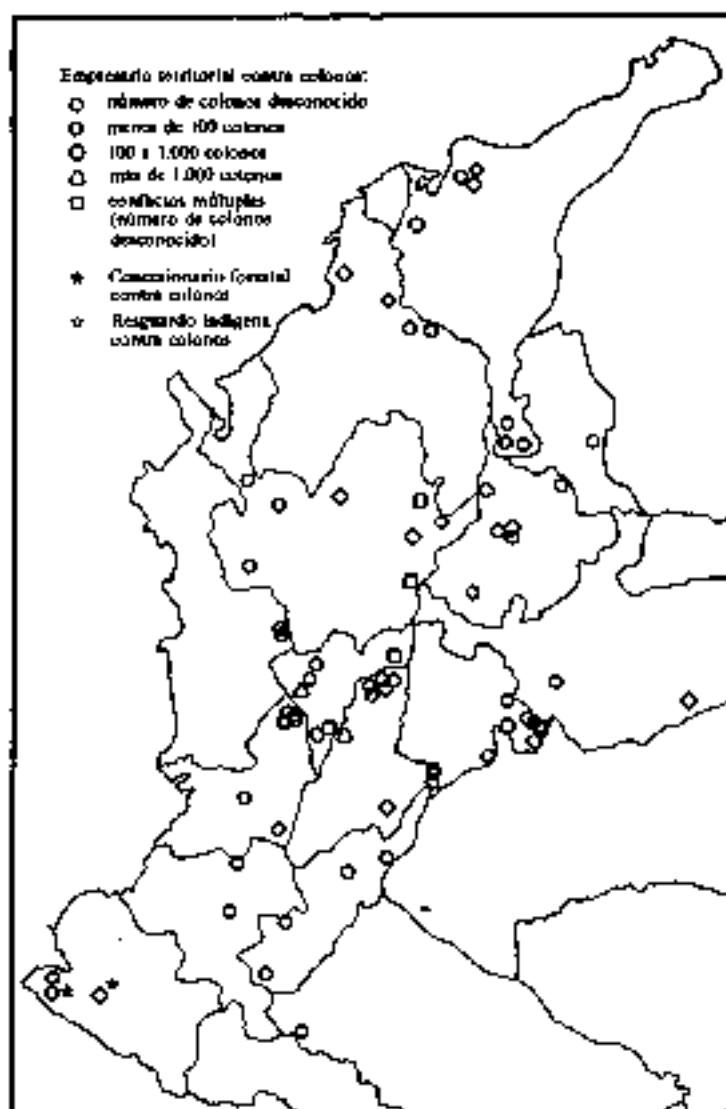 Empresario territorial contra colonos:
número de colonos desconocido
menos de 100 colonos
100 a 1.000 colonos
más de 1.000 colonos
conflictos múltiples
(número de colonos
desconocido)
Concesionario forestal
contra colonos
Resguardo indígena
contra colonos